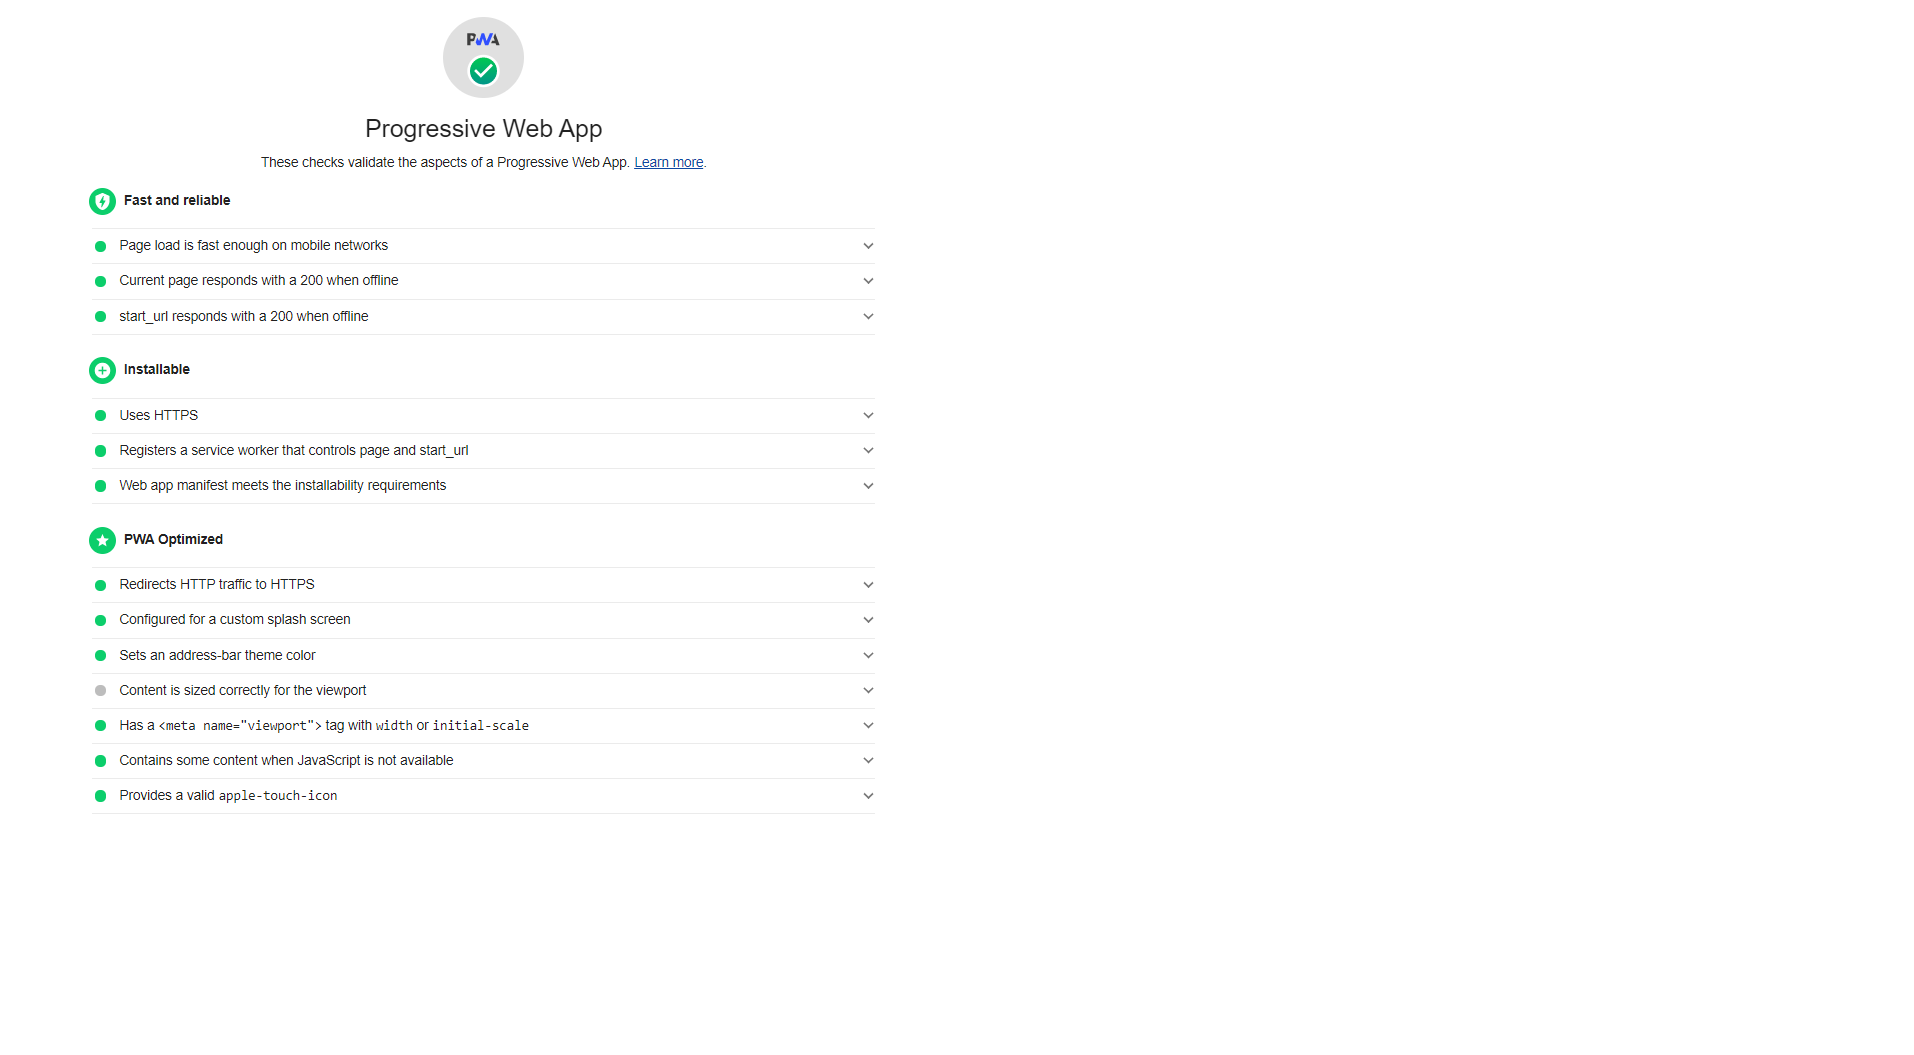 PWA
Progressive Web App
These checks validate the aspects of a Progressive Web App. Learn more.
Fast and reliable
Page load is fast enough on mobile networks
Current page responds with a 200 when offline
start_url responds with a 200 when offline
Installable
Uses HTTPS
Registers a service worker that controls page and start_url
Web app manifest meets the installability requirements
PWA Optimized
Redirects HTTP traffic to HTTPS
Configured for a custom splash screen
Sets an address-bar theme color
Content is sized correctly for the viewport
Has a <meta name="viewport"> tag with width or initial-scale
Contains some content when JavaScript is not available
Provides a valid apple-touch-icon